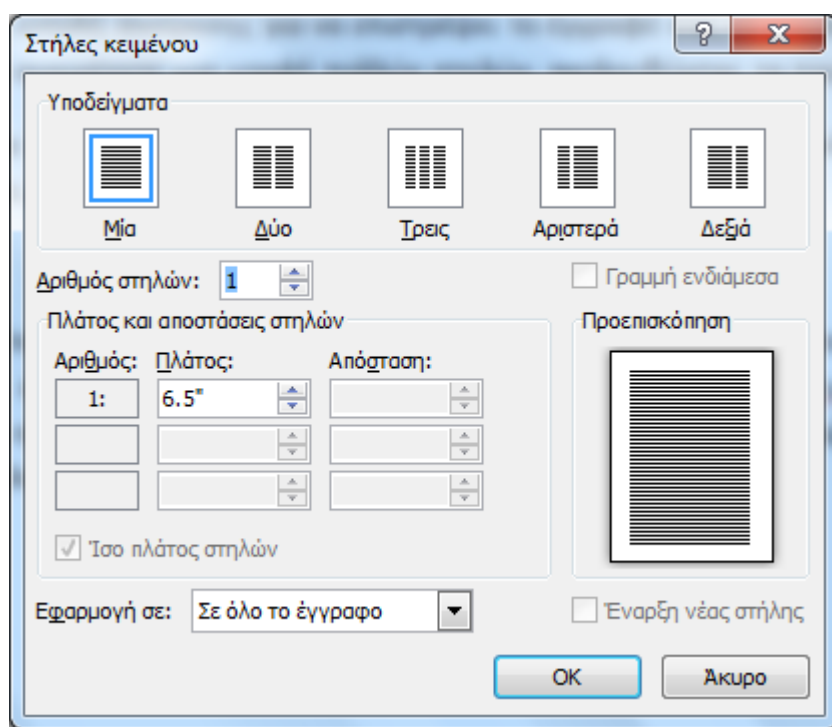 Στήλες κειμένου
Υποδείγματα
Μία Δύο Τρεις Αριστερά Δεξιά
Αριθμός στηλών: 1 Γραμμή ενδιάμεσα
Πλάτος και αποστάσεις στηλών Προεπισκόπηση
Αριθμός: Πλάτος: Απόσταση:
1: 6.5"
Ίσο πλάτος στηλών
Εφαρμογή σε: Σε όλο το έγγραφο Έναρξη νέας στήλης
OK Άκυρο